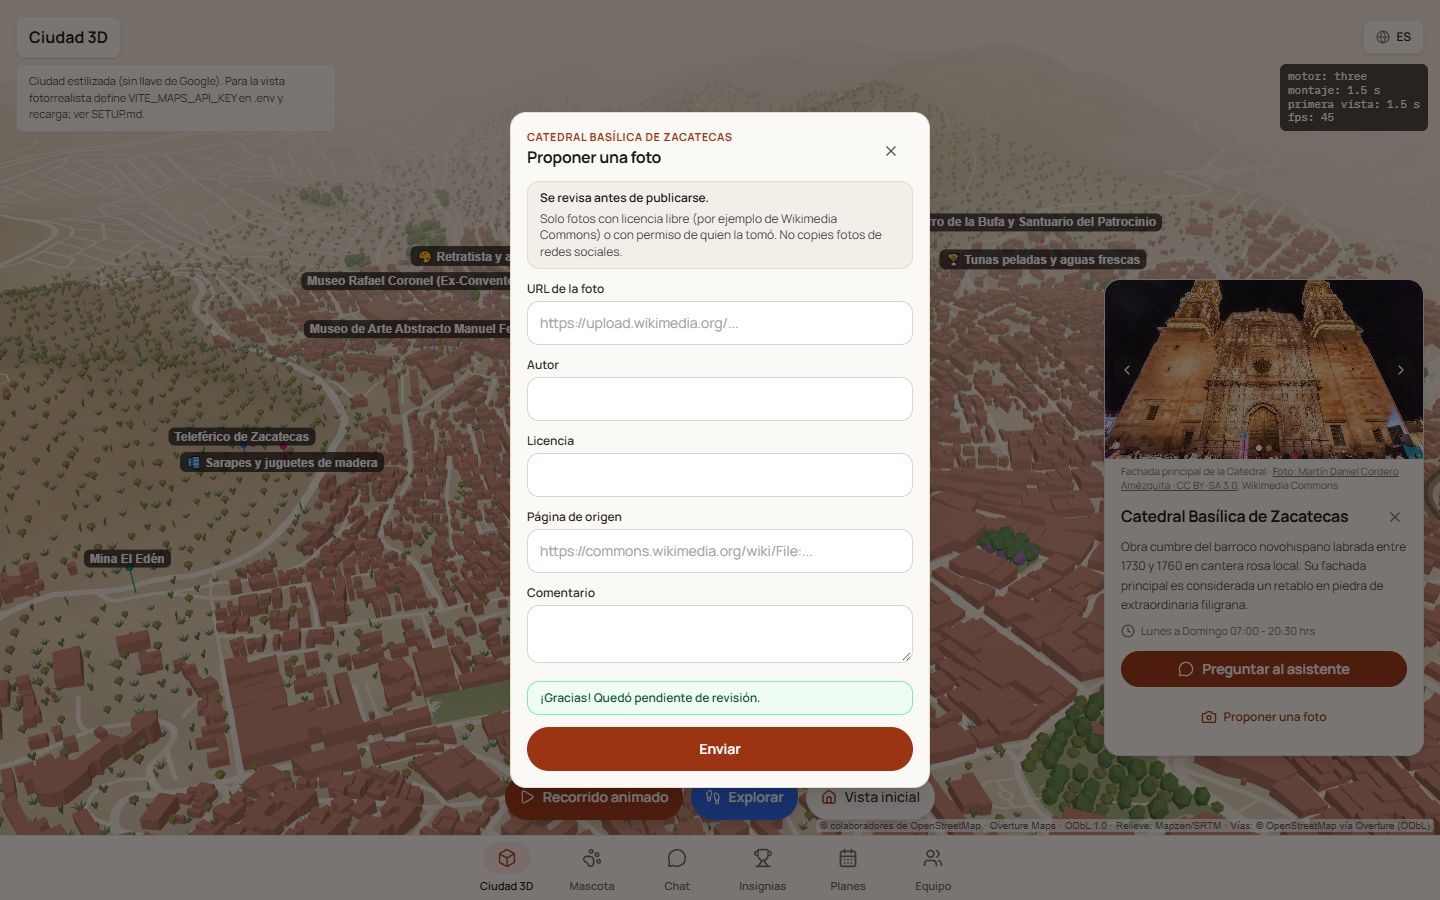 Ciudad 3D
ES
Ciudad estilizada (sin llave de Google). Para la vista
fotorrealista define VITE_MAPS_API_KEY en .env y
recarga; ver SETUP.md.
motor: three
montaje: 1.5 s
primera vista: 1.5 s
fps: 45
CATEDRAL BASÍLICA DE ZACATECAS
Proponer una foto
Se revisa antes de publicarse.
Solo fotos con licencia libre (por ejemplo de Wikimedia
Commons) o con permiso de quien la tomó. No copies fotos de
redes sociales.
URL de la foto
https://upload.wikimedia.org/...
Autor
Licencia
Página de origen
https://commons.wikimedia.org/wiki/File:...
Comentario
¡Gracias! Quedó pendiente de revisión.
Enviar
Retratista y a
Museo Rafael Coronel (Ex-Convento
Museo de Arte Abstracto Manuel Fe
Teleférico de Zacatecas
Sarapes y juguetes de madera
Mina El Edén
rro de la Bufa y Santuario del Patrocinio
Tunas peladas y aguas frescas
Fachada principal de la Catedral · Foto: Martín Daniel Cordero
Amézquita · CC BY-SA 3.0, Wikimedia Commons
Catedral Basílica de Zacatecas
Obra cumbre del barroco novohispano labrada entre
1730 y 1760 en cantera rosa local. Su fachada
principal es considerada un retablo en piedra de
extraordinaria filigrana.
Lunes a Domingo 07:00 - 20:30 hrs
Preguntar al asistente
Proponer una foto
Recorrido animado
Explorar
Vista inicial
© colaboradores de OpenStreetMap · Overture Maps · ODbL 1.0 · Relieve: Mapzen/SRTM · Vías: © OpenStreetMap vía Overture (ODbL)
Ciudad 3D
Mascota
Chat
Insignias
Planes
Equipo